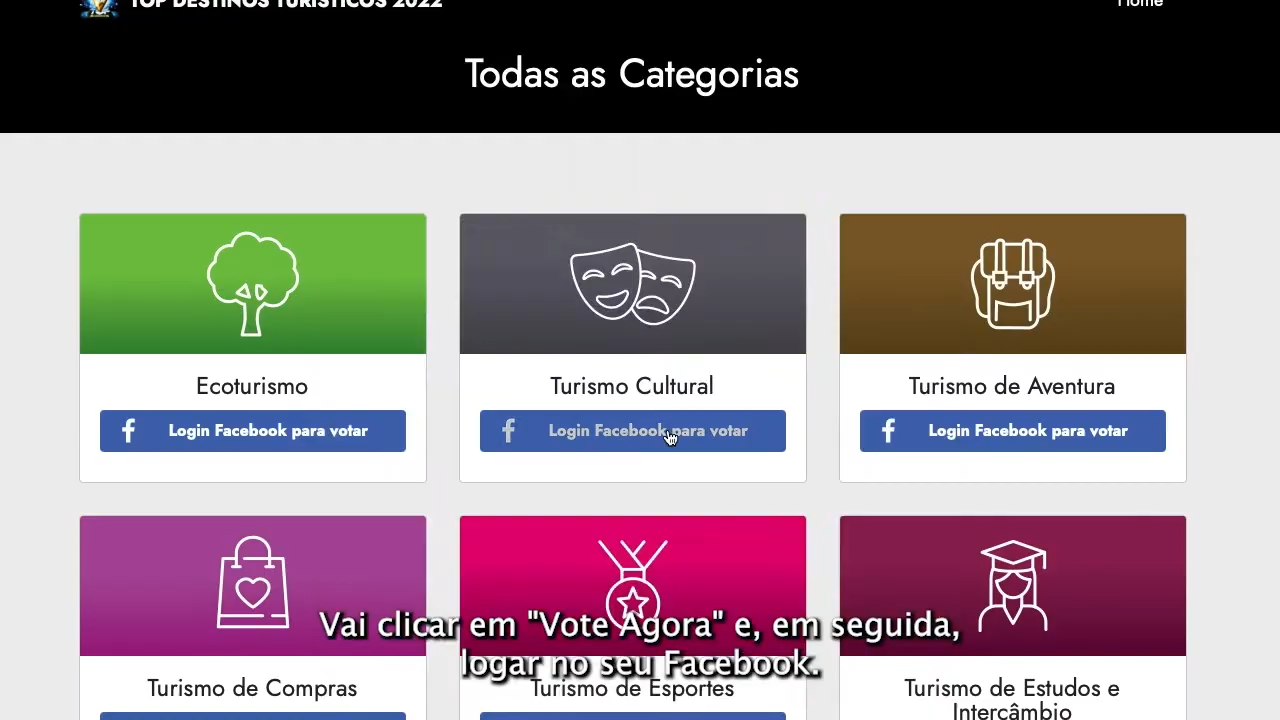 TOP DESTINOS TURÍSTICOS 2022
Home
Todas as Categorias
Ecoturismo
Turismo Cultural
Turismo de Aventura
Login Facebook para votar
Login Facebook para votar
Login Facebook para votar
Vai clicar em "Vote Agora" e, em seguida,
logar no seu Facebook.
Turismo de Compras
Turismo de Esportes
Turismo de Estudos e
Intercâmbio